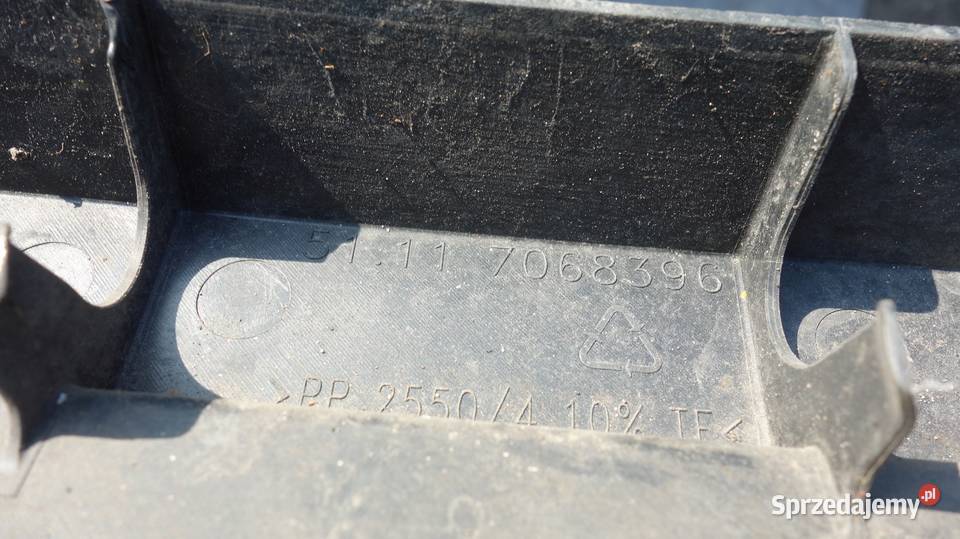 51.11 7068396
>PP 2550/4 10% TF<
Sprzedajemy.pl